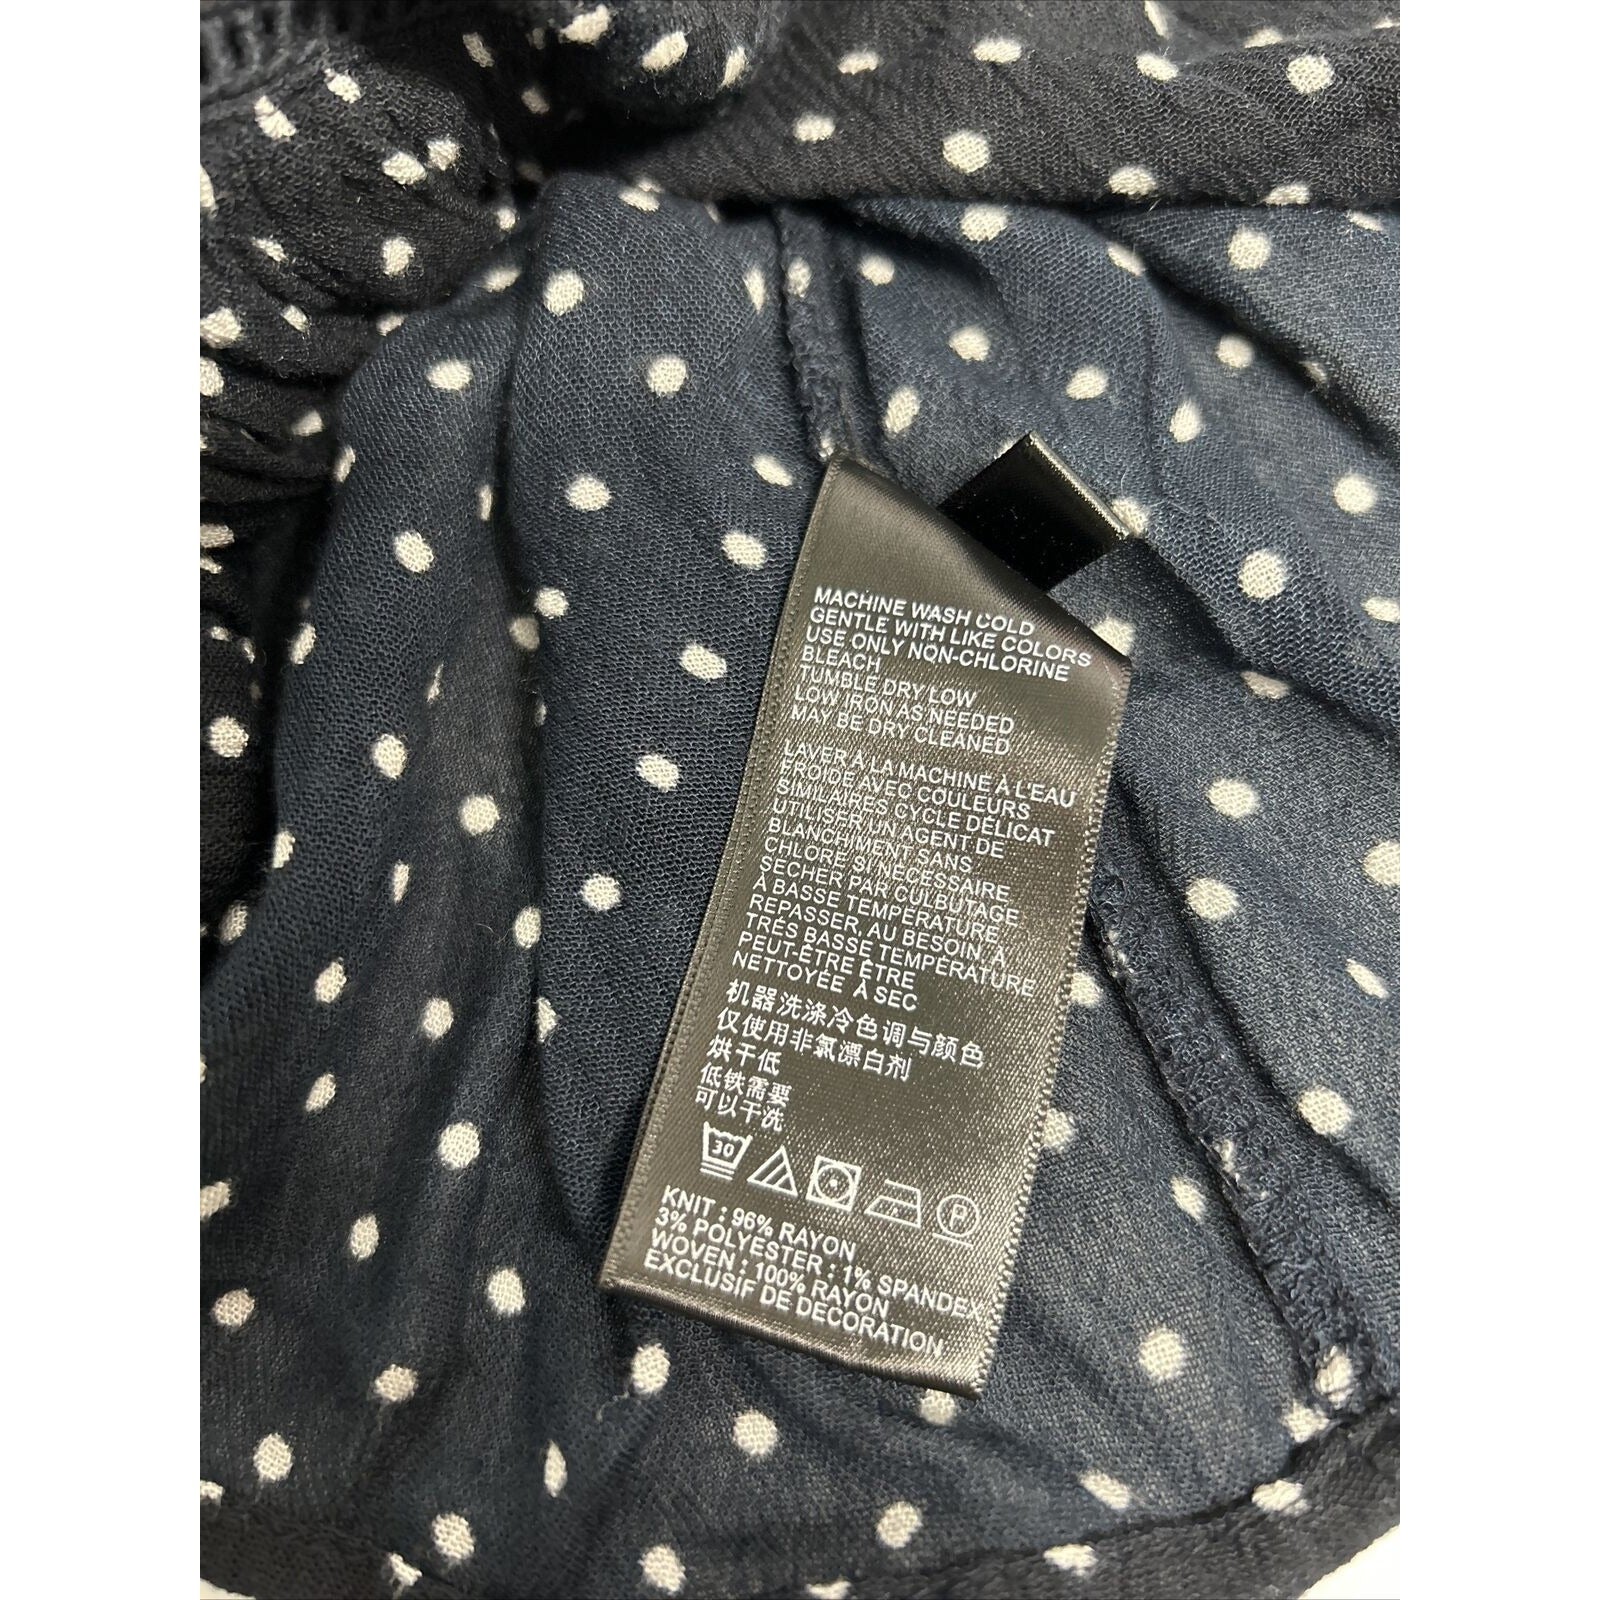 MACHINE WASH COLD
GENTLE WITH LIKE COLORS
USE ONLY NON-CHLORINE
BLEACH
TUMBLE DRY LOW
LOW IRON AS NEEDED
MAY BE DRY CLEANED
LAVER À LA MACHINE À L'EAU
FROIDE AVEC COULEURS
SIMILAIRES CYCLE DÉLICAT
UTILISER UN AGENT DE
BLANCHIMENT SANS
CHLORE SI NÉCESSAIRE
SÉCHER PAR CULBUTAGE
À BASSE TEMPÉRATURE
REPASSER, AU BESOIN, À
TRÈS BASSE TEMPÉRATURE
PEUT-ÊTRE ÊTRE
NETTOYÉE À SEC
机器洗涤冷色调与颜色
仅使用非氯漂白剂
烘干低
低铁需要
可以干洗
30 P
KNIT : 96% RAYON
3% POLYESTER : 1% SPANDEX
WOVEN : 100% RAYON
EXCLUSIF DE DECORATION